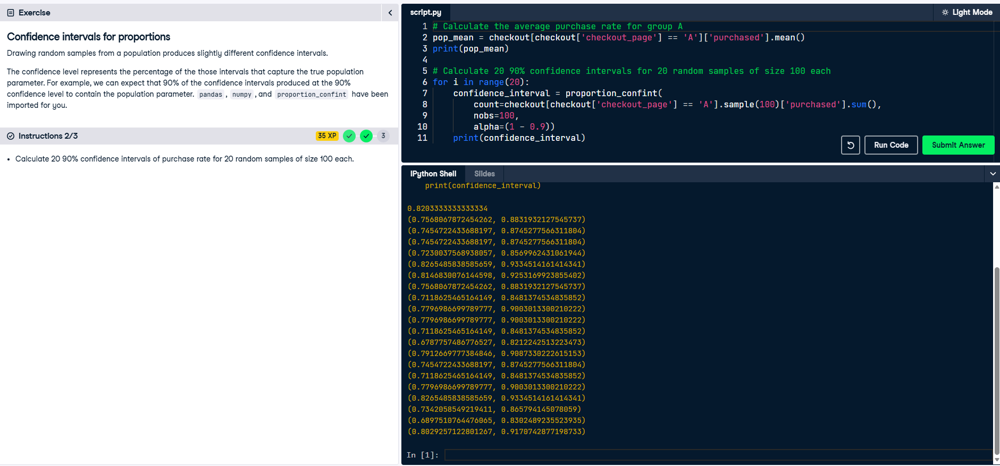 Exercise
Confidence intervals for proportions
Drawing random samples from a population produces slightly different confidence intervals.
The confidence level represents the percentage of the those intervals that capture the true population
parameter. For example, we can expect that 90% of the confidence intervals produced at the 90%
confidence level to contain the population parameter. pandas , numpy , and proportion_confint have been
imported for you.
Instructions 2/3
35 XP
3
• Calculate 20 90% confidence intervals of purchase rate for 20 random samples of size 100 each.
script.py
Light Mode
1 # Calculate the average purchase rate for group A
2 pop_mean = checkout[checkout['checkout_page'] == 'A']['purchased'].mean()
3 print(pop_mean)
4
5 # Calculate 20 90% confidence intervals for 20 random samples of size 100 each
6 for i in range(20):
7     confidence_interval = proportion_confint(
8         count=checkout[checkout['checkout_page'] == 'A'].sample(100)['purchased'].sum(),
9         nobs=100,
10         alpha=(1 - 0.9))
11     print(confidence_interval)
Run Code
Submit Answer
IPython Shell
Slides
print(confidence_interval)
0.8203333333333334
(0.7568067872454262, 0.8831932127545737)
(0.7454722433688197, 0.8745277566311804)
(0.7454722433688197, 0.8745277566311804)
(0.7230037568938057, 0.8569962431061944)
(0.8265485838585659, 0.9334514161414341)
(0.8146830076144598, 0.9253169923855402)
(0.7568067872454262, 0.8831932127545737)
(0.7118625465164149, 0.8481374534835852)
(0.7796986699789777, 0.9003013300210222)
(0.7796986699789777, 0.9003013300210222)
(0.7118625465164149, 0.8481374534835852)
(0.6787757486776527, 0.8212242513223473)
(0.7912669777384846, 0.9087330222615153)
(0.7454722433688197, 0.8745277566311804)
(0.7118625465164149, 0.8481374534835852)
(0.7796986699789777, 0.9003013300210222)
(0.8265485838585659, 0.9334514161414341)
(0.7342058549219411, 0.865794145078059)
(0.6897510764476065, 0.8302489235523935)
(0.8029257122801267, 0.9170742877198733)
In [1]: